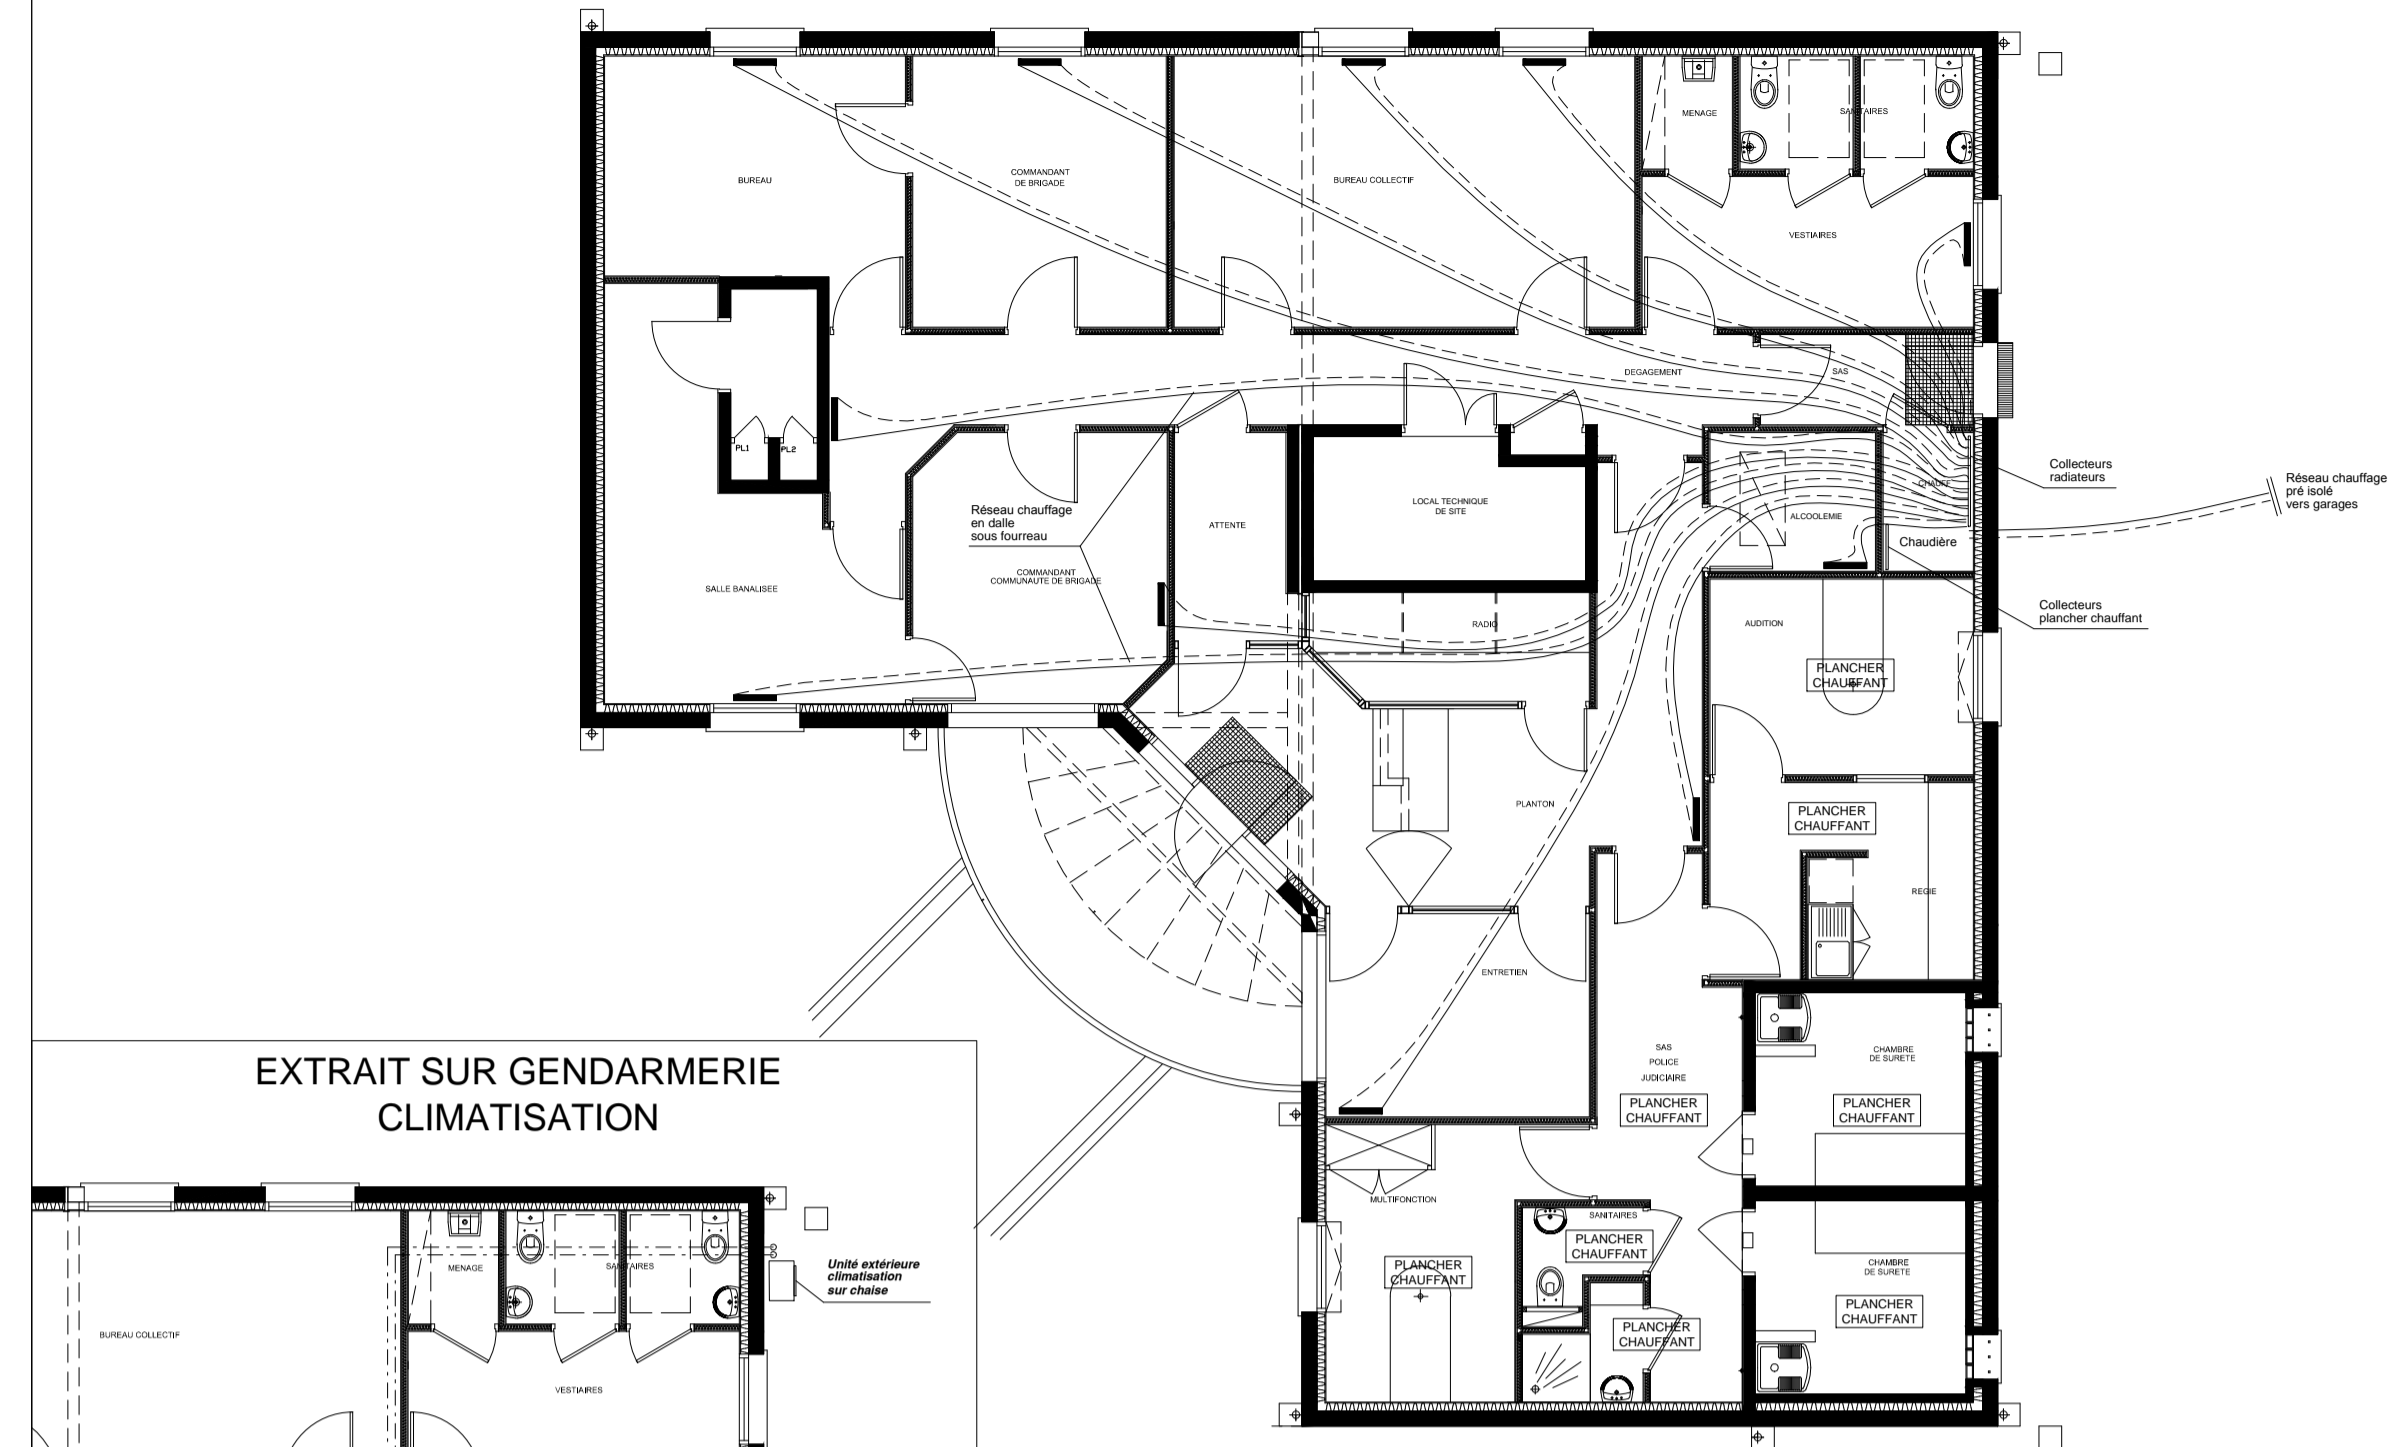 MENAGE
SANITAIRES
BUREAU
COMMANDANT
DE BRIGADE
BUREAU COLLECTIF
VESTIAIRES
DEGAGEMENT
SAS
PL1
PL2
Collecteurs
radiateurs
Réseau chauffage
pré isolé
vers garages
CHAUFF
LOCAL TECHNIQUE
DE SITE
Réseau chauffage
en dalle
sous fourreau
ATTENTE
ALCOOLEMIE
Chaudière
COMMANDANT
COMMUNAUTE DE BRIGADE
SALLE BANALISEE
Collecteurs
plancher chauffant
RADIO
AUDITION
PLANCHER
CHAUFFANT
PLANTON
PLANCHER
CHAUFFANT
REGIE
ENTRETIEN
SAS
POLICE
JUDICIAIRE
PLANCHER
CHAUFFANT
CHAMBRE
DE SURETE
PLANCHER
CHAUFFANT
MULTIFONCTION
PLANCHER
CHAUFFANT
SANITAIRES
PLANCHER
CHAUFFANT
PLANCHER
CHAUFFANT
CHAMBRE
DE SURETE
PLANCHER
CHAUFFANT
EXTRAIT SUR GENDARMERIE
CLIMATISATION
MENAGE
SANITAIRES
Unité extérieure
climatisation
sur chaise
BUREAU COLLECTIF
VESTIAIRES